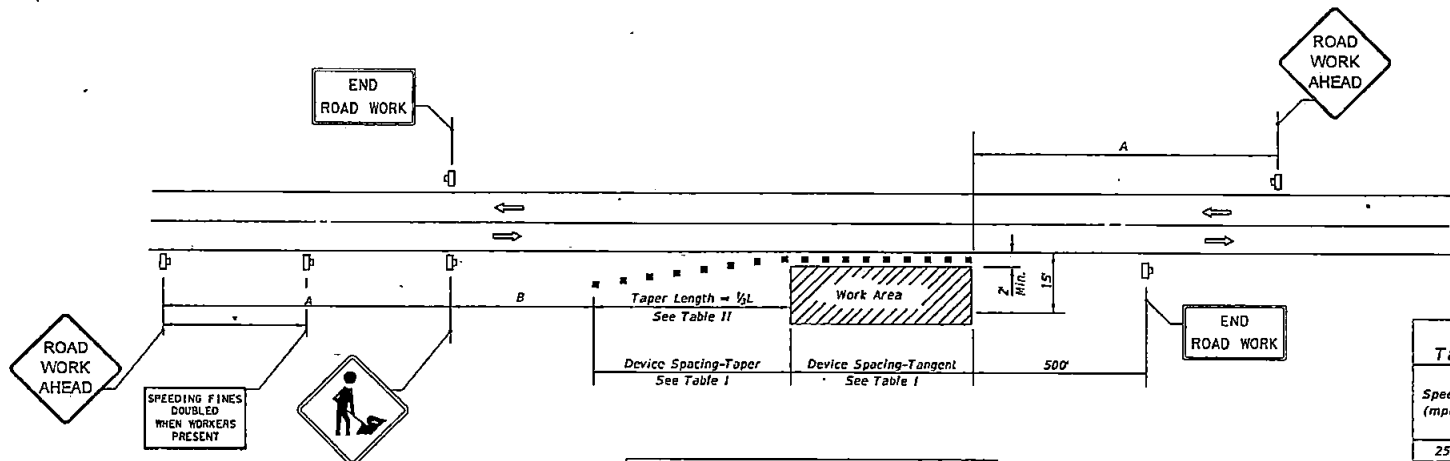 ROAD
WORK
AHEAD
END
ROAD WORK
A
A
B
Taper Length = ⅓L
See Table II
Work Area
2'
Min.
15'
ROAD
WORK
AHEAD
SPEEDING FINES
DOUBLED
WHEN WORKERS
PRESENT
Device Spacing-Taper
See Table I
Device Spacing-Tangent
See Table I
500'
END
ROAD WORK
25